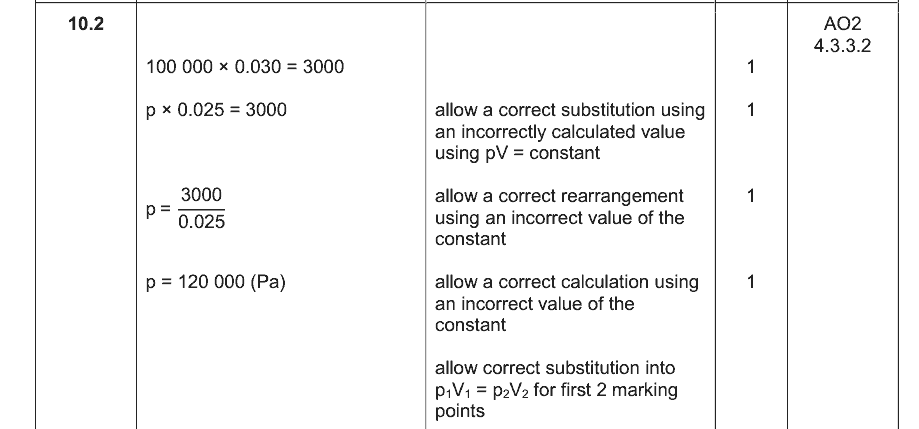 10.2
AO2
4.3.3.2
100 000 × 0.030 = 3000
1
p × 0.025 = 3000
allow a correct substitution using
an incorrectly calculated value
using pV = constant
1
p = 3000
0.025
allow a correct rearrangement
using an incorrect value of the
constant
1
p = 120 000 (Pa)
allow a correct calculation using
an incorrect value of the
constant
1
allow correct substitution into
p₁V₁ = p₂V₂ for first 2 marking
points